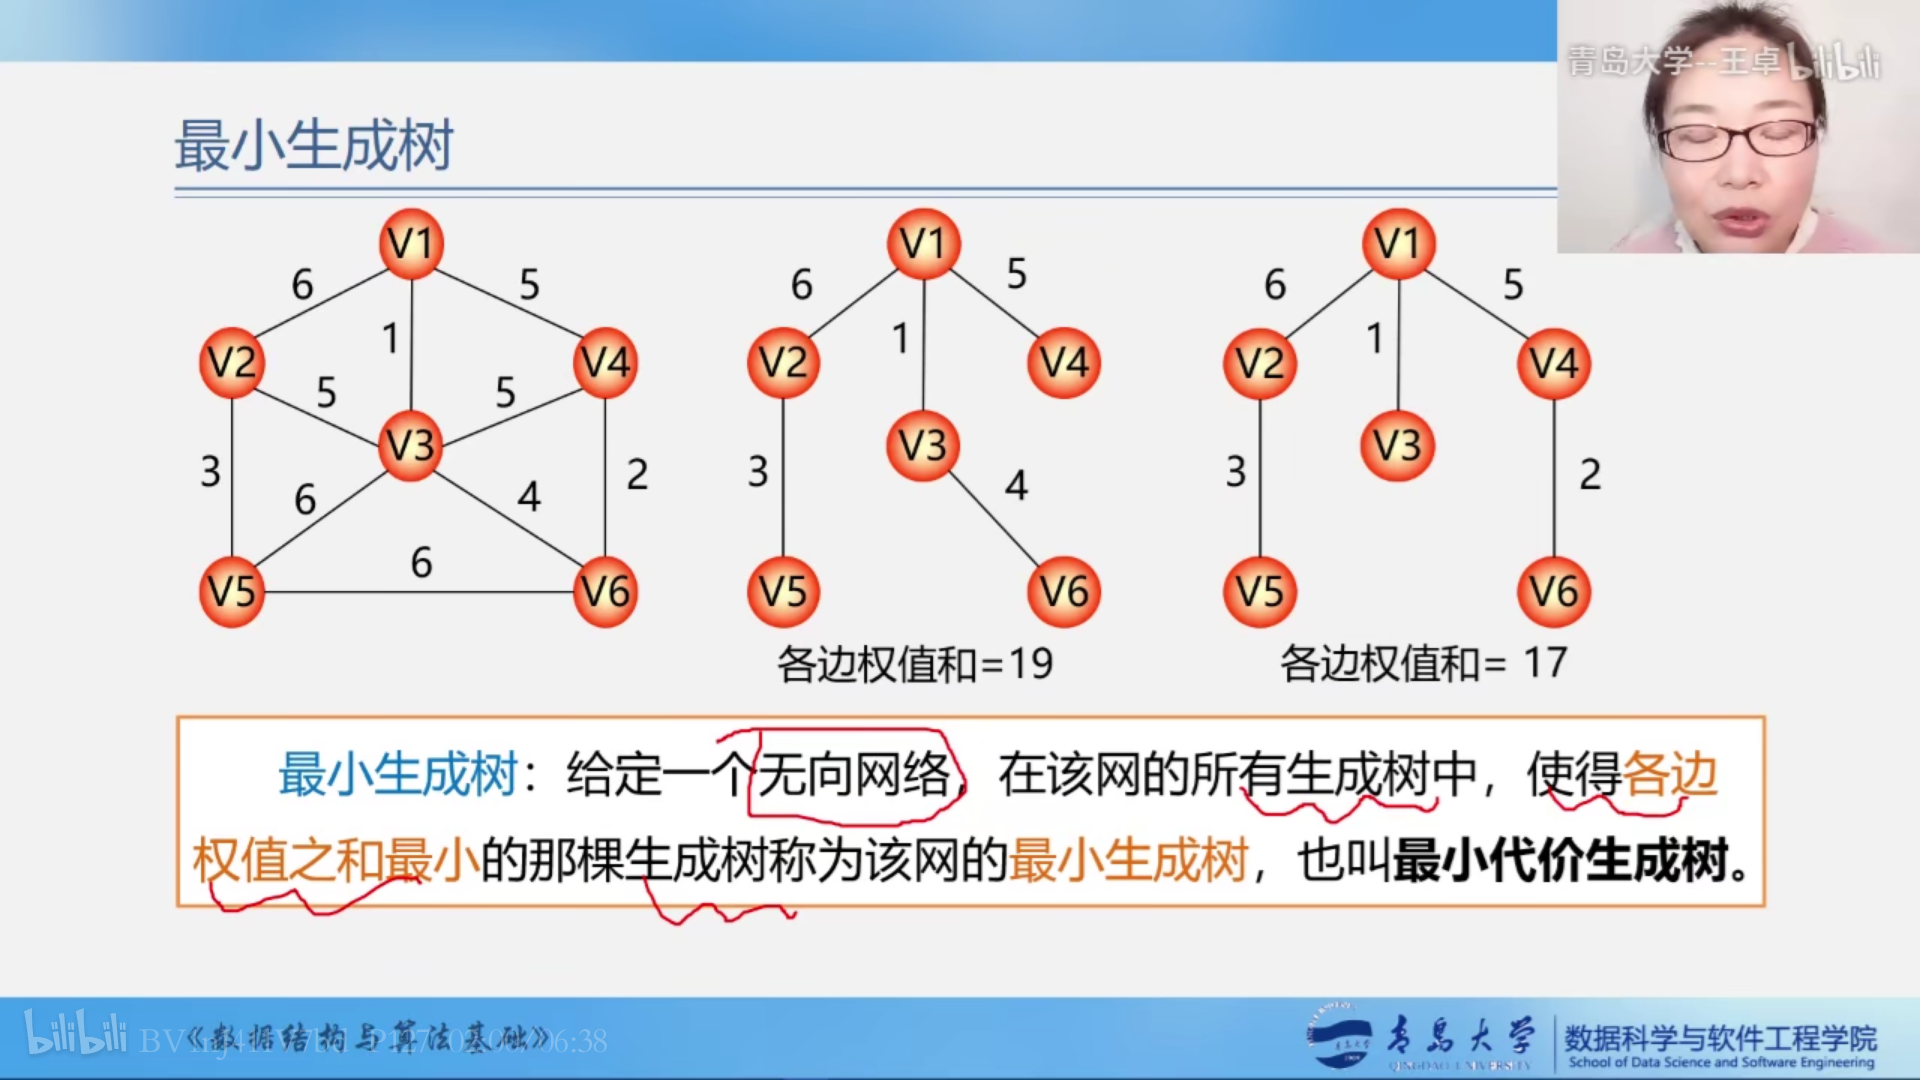 青岛大学--王卓 bilibili
最小生成树
V1
6 5
1
V2 V4
5 5
V3
3 6 4 2
6
V5 V6
V1
6 5
1
V2 V4
V3
3 4
V5 V6
各边权值和=19
V1
6 5
1
V2 V4
V3
3 2
V5 V6
各边权值和= 17
最小生成树：给定一个无向网络，在该网的所有生成树中，使得各边
权值之和最小的那棵生成树称为该网的最小生成树，也叫最小代价生成树。
bilibili
《数据结构与算法基础》
06:38
青岛大学
QINGDAO UNIVERSITY
数据科学与软件工程学院
School of Data Science and Software Engineering